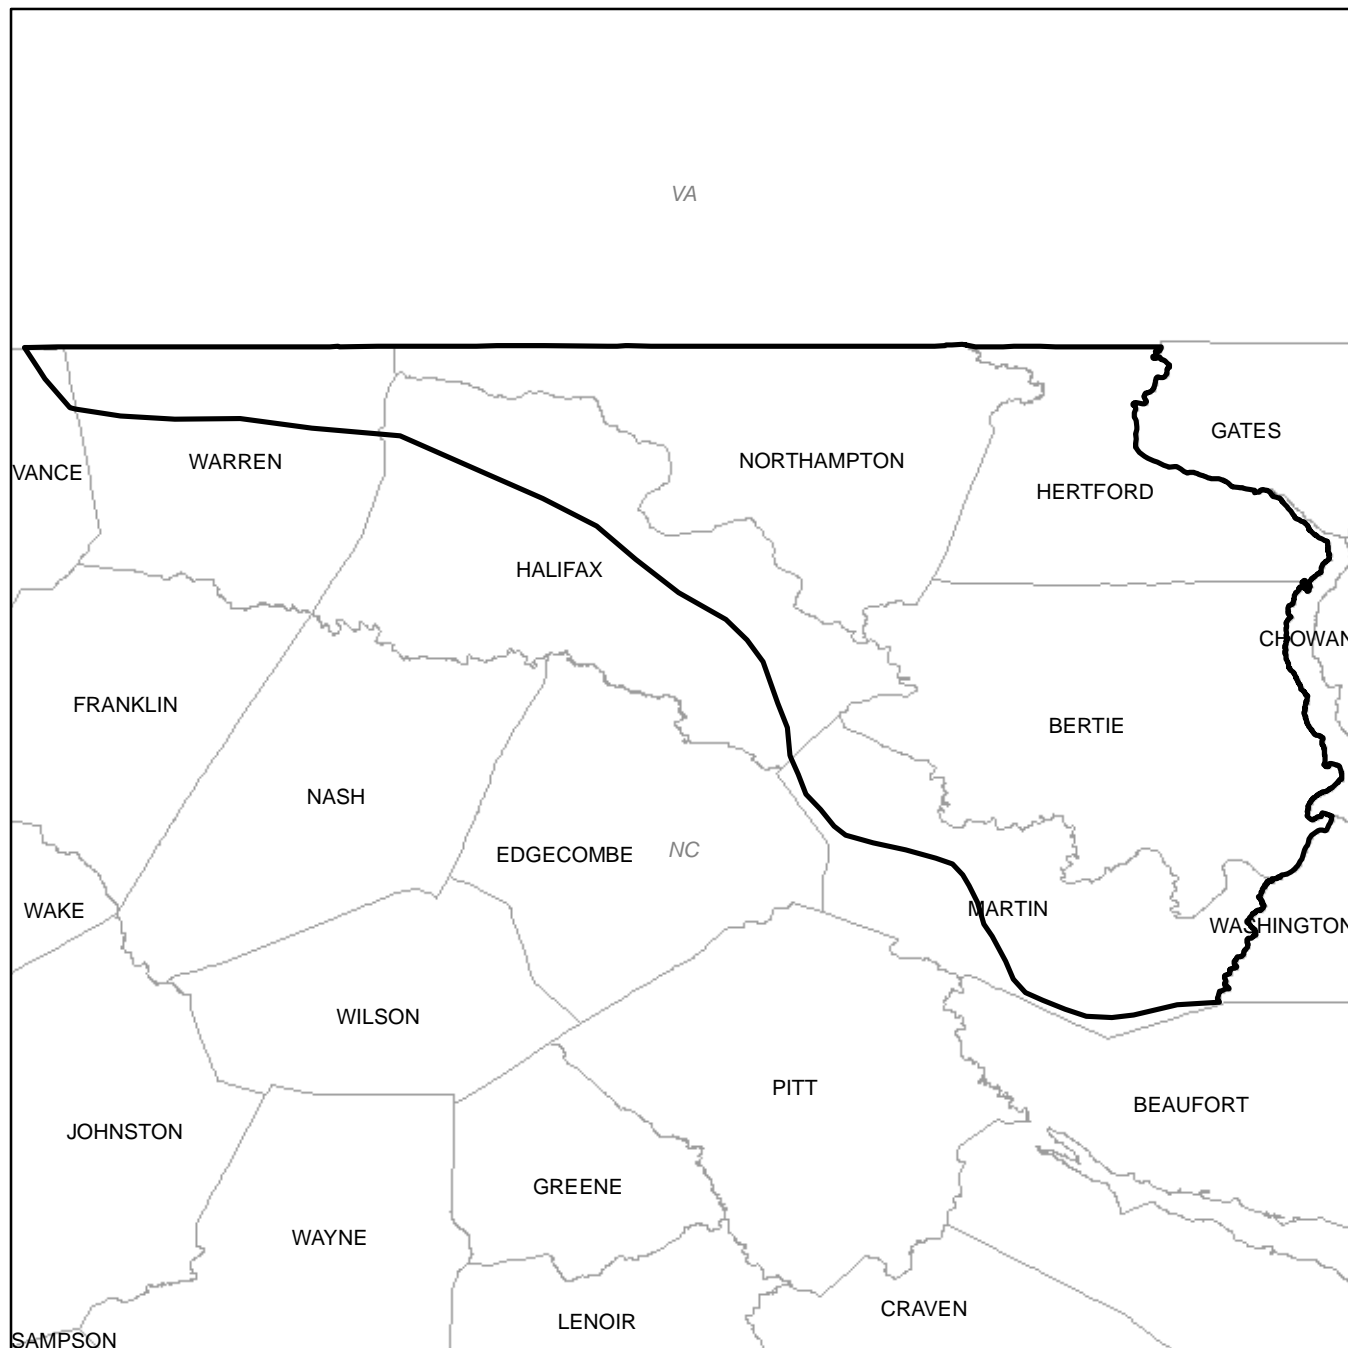 VA
GATES
NORTHAMPTON
WARREN
VANCE
HERTFORD
HALIFAX
CHOWAN
FRANKLIN
BERTIE
NASH
EDGECOMBE
NC
WAKE
MARTIN
WASHINGTON
WILSON
PITT
BEAUFORT
JOHNSTON
GREENE
WAYNE
CRAVEN
LENOIR
SAMPSON